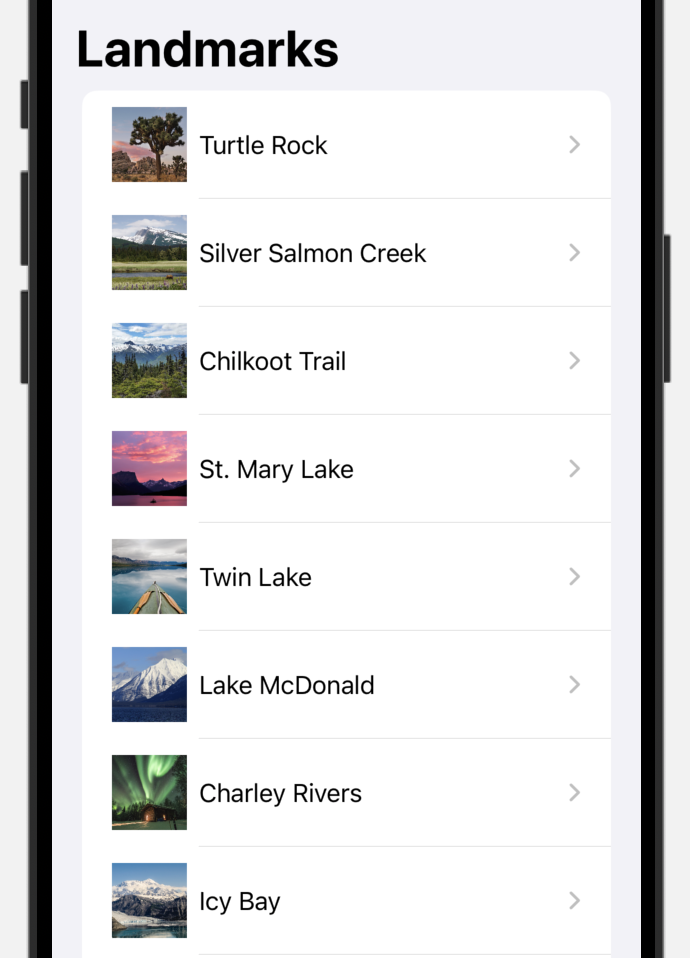 Landmarks
Turtle Rock
Silver Salmon Creek
Chilkoot Trail
St. Mary Lake
Twin Lake
Lake McDonald
Charley Rivers
Icy Bay